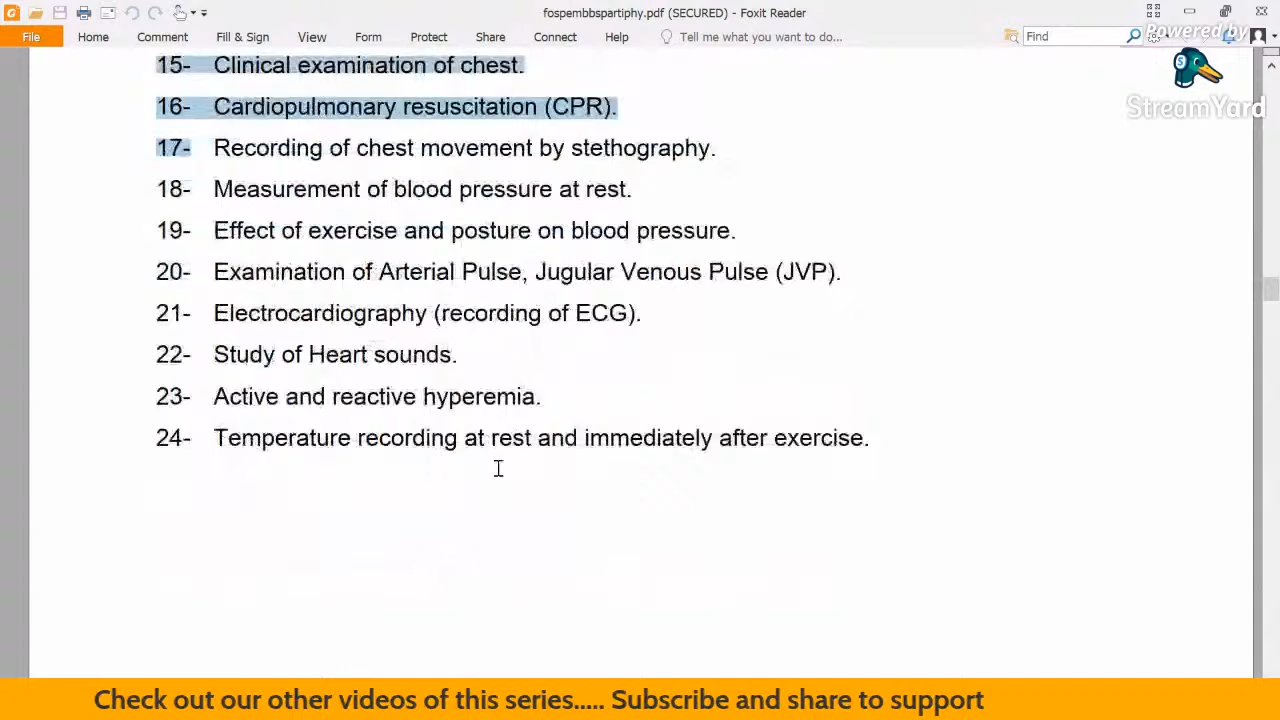 fospembbspartiphy.pdf (SECURED) - Foxit Reader
File Home Comment Fill & Sign View Form Protect Share Connect Help Tell me what you want to do... Find
Powered by
StreamYard
15- Clinical examination of chest.
16- Cardiopulmonary resuscitation (CPR).
17- Recording of chest movement by stethography.
18- Measurement of blood pressure at rest.
19- Effect of exercise and posture on blood pressure.
20- Examination of Arterial Pulse, Jugular Venous Pulse (JVP).
21- Electrocardiography (recording of ECG).
22- Study of Heart sounds.
23- Active and reactive hyperemia.
24- Temperature recording at rest and immediately after exercise.
Check out our other videos of this series..... Subscribe and share to support